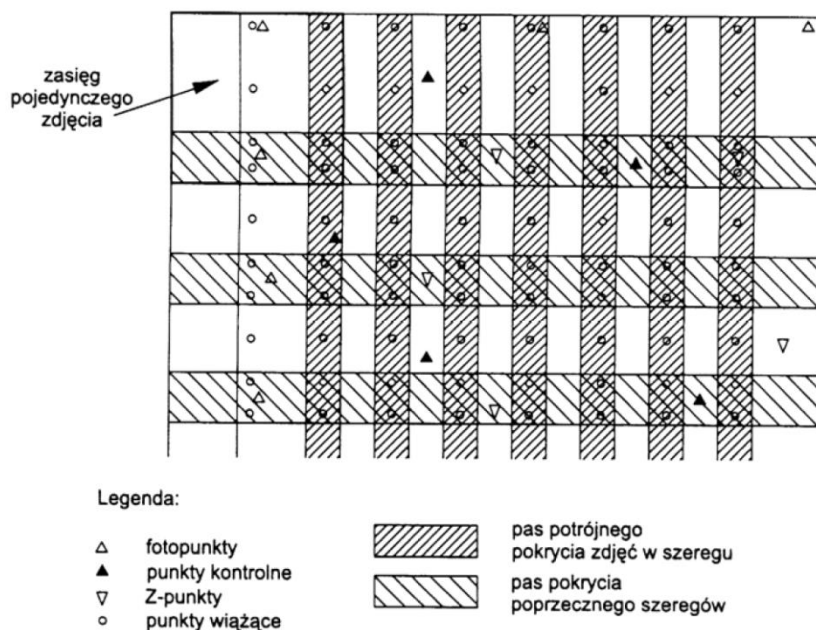 zasięg
pojedynczego
zdjęcia
Legenda:
fotopunkty
punkty kontrolne
Z-punkty
punkty wiążące
pas potrójnego
pokrycia zdjęć w szeregu
pas pokrycia
poprzecznego szeregów